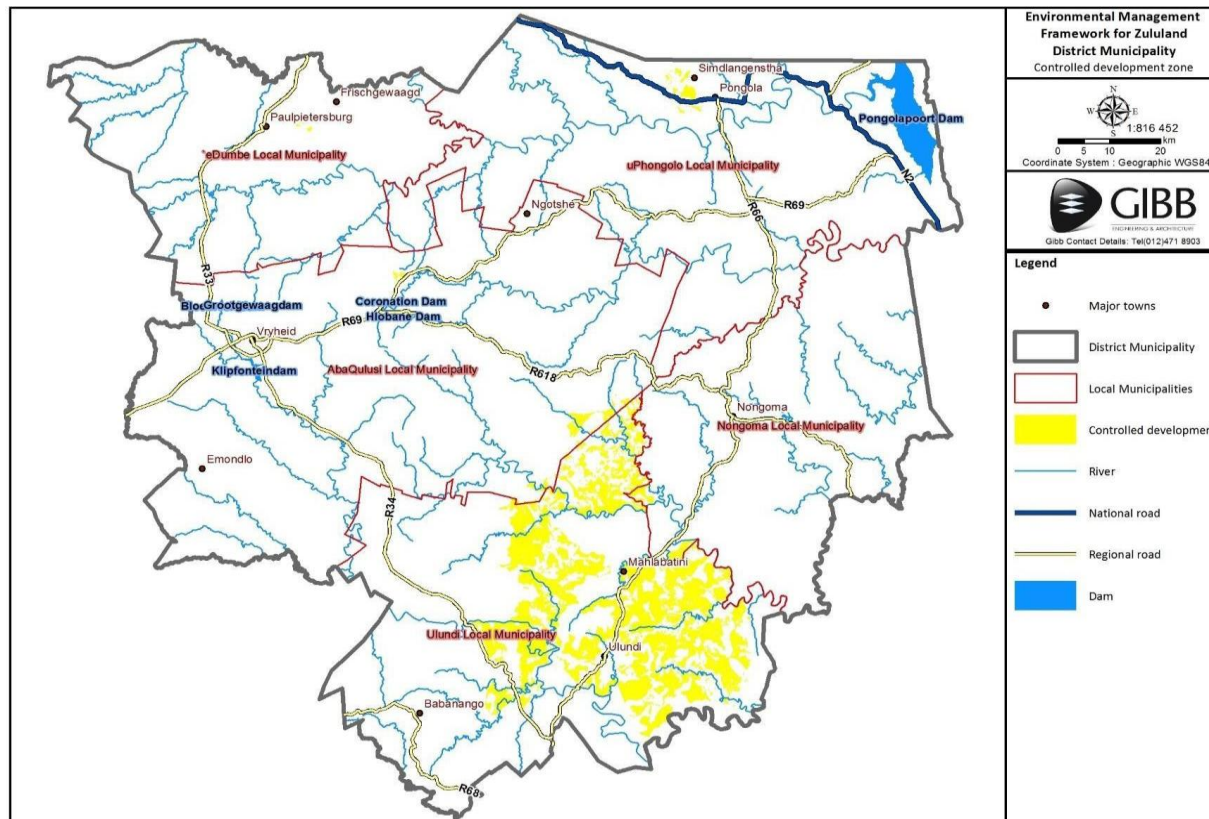 Environmental Management
Framework for Zululand
District Municipality
Controlled development zone
N
W E
S
1:816 452
0 5 10 20
km
Coordinate System : Geographic WGS84
GIBB
ENGINEERING & ARCHITECTURE
Gibb Contact Details: Tel(012)471 8903
Legend
Major towns
District Municipality
Local Municipalities
Controlled developmen
River
National road
Regional road
Dam
Simdlangenstha
Pongola
Frischgewaagd
Paulpietersburg
Pongolapoort Dam
eDumbe Local Municipality
uPhongolo Local Municipality
N2
R66
R69
Ngotshe
R33
Coronation Dam
Grootgewaagdam
Hlobane Dam
R69
Vryheid
Klipfonteindam
AbaQulusi Local Municipality
R618
Nongoma
Nongoma Local Municipality
Emondlo
R34
Mahlabatini
Ulundi Local Municipality
Ulundi
Babanango
R68